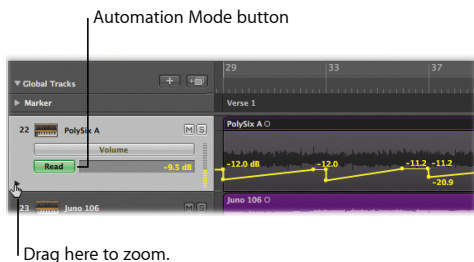 Automation Mode button
29 33 37
Global Tracks
Marker Verse 1
22 PolySix A M S PolySix A
Volume
Read -9.5 dB -12.0 dB -12.0 -11.2 -11.2
-20.9
23 Juno 106 M S Juno 106
Drag here to zoom.